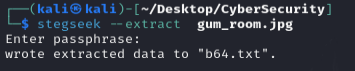 ┌──(kali㉿kali)-[~/Desktop/CyberSecurity]
└─$ stegseek --extract  gum_room.jpg
Enter passphrase:
wrote extracted data to "b64.txt".